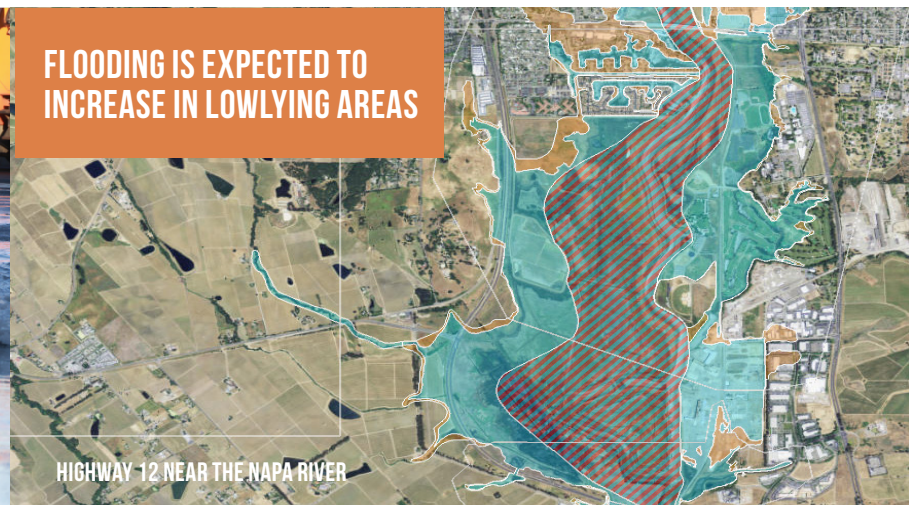 FLOODING IS EXPECTED TO
INCREASE IN LOWLYING AREAS
HIGHWAY 12 NEAR THE NAPA RIVER